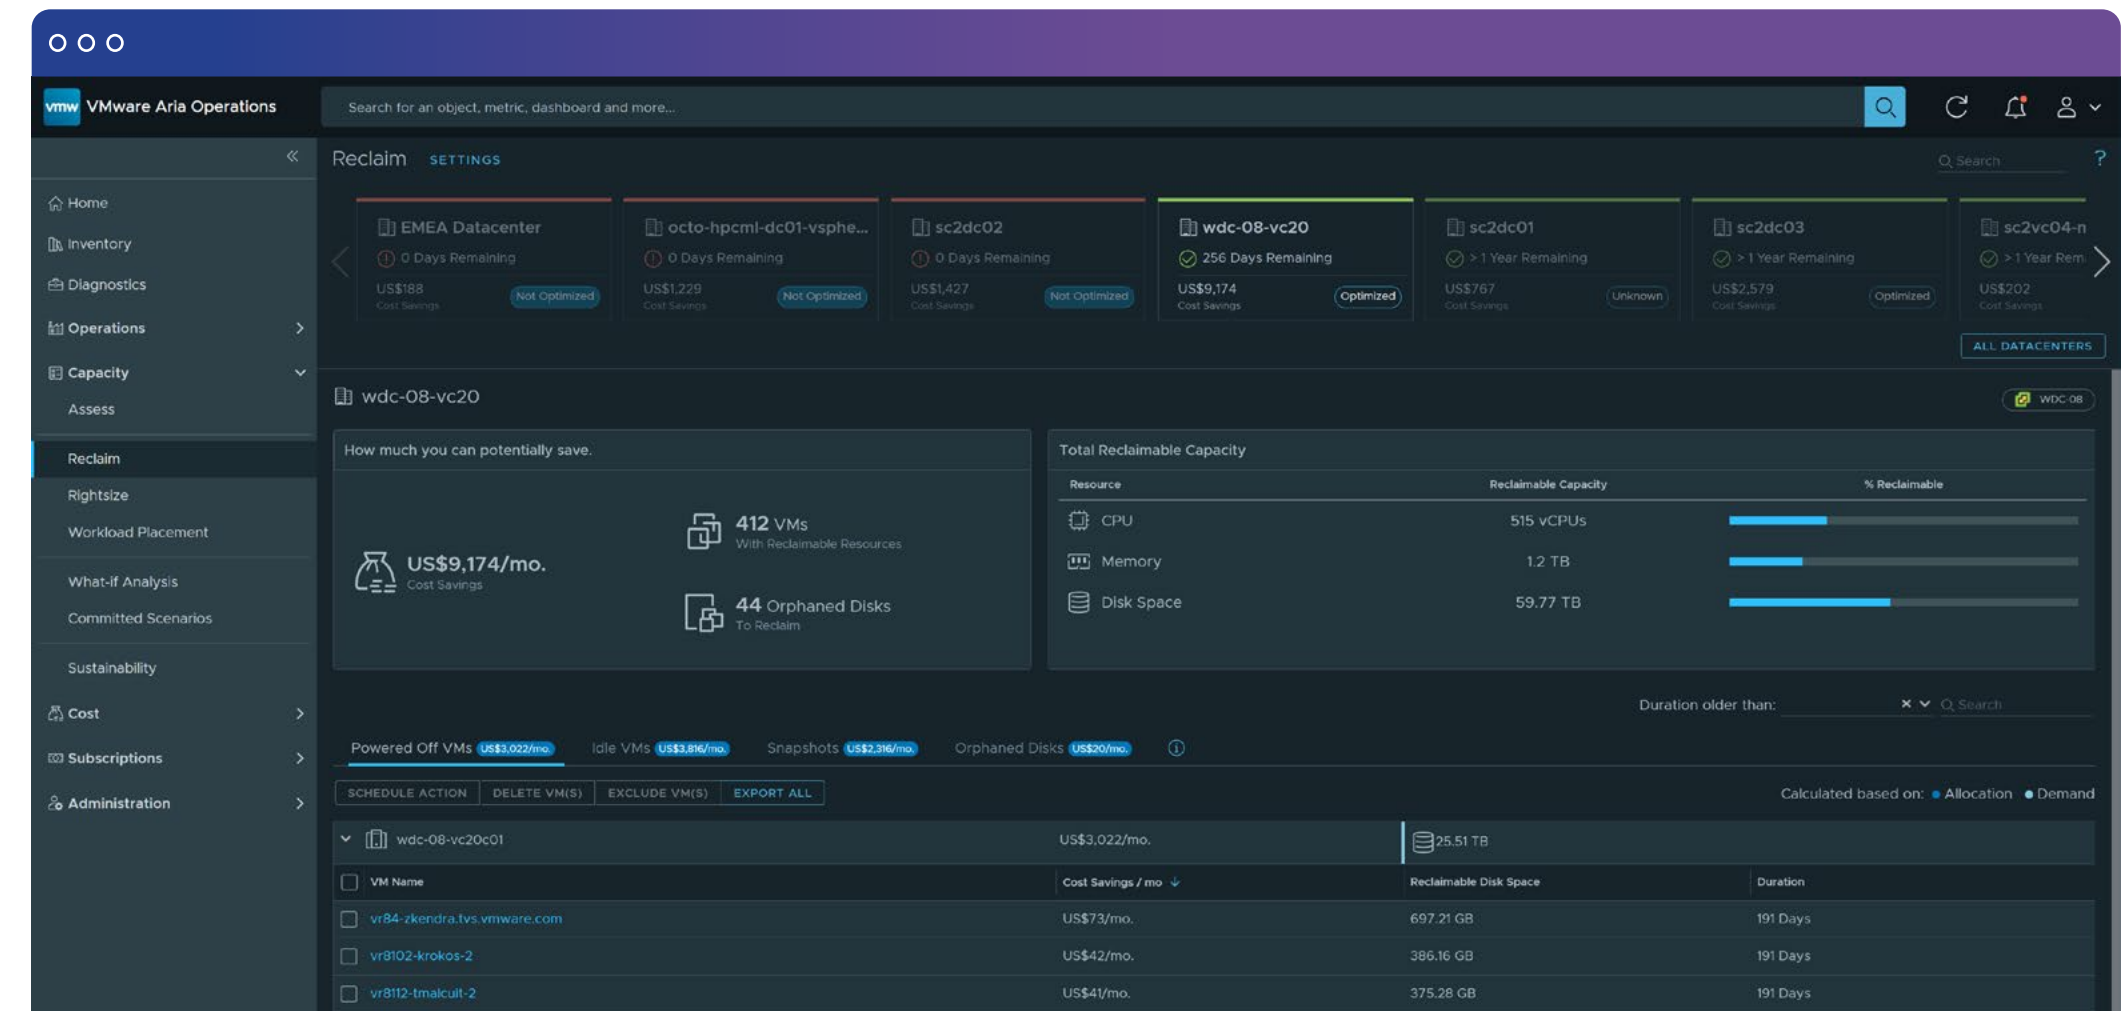 vmw VMware Aria Operations
Search for an object, metric, dashboard and more...
Reclaim SETTINGS
Search ?
Home
Inventory
Diagnostics
Operations
Capacity
Assess
Reclaim
Rightsize
Workload Placement
What-If Analysis
Committed Scenarios
Sustainability
Cost
Subscriptions
Administration
EMEA Datacenter
0 Days Remaining
US$188
Cost Savings
Not Optimized
octo-hpcml-dc01-vsphe...
0 Days Remaining
US$1,229
Cost Savings
Not Optimized
sc2dc02
0 Days Remaining
US$1,427
Cost Savings
Not Optimized
wdc-08-vc20
256 Days Remaining
US$9,174
Cost Savings
Optimized
sc2dc01
> 1 Year Remaining
US$767
Cost Savings
Unknown
sc2dc03
> 1 Year Remaining
US$2,579
Cost Savings
Optimized
sc2vc04-n
> 1 Year Rem
US$202
Cost Savings
ALL DATACENTERS
wdc-08-vc20
WDC-08
How much you can potentially save.
US$9,174/mo.
Cost Savings
412 VMs
With Reclaimable Resources
44 Orphaned Disks
To Reclaim
Total Reclaimable Capacity
Resource Reclaimable Capacity % Reclaimable
CPU 515 vCPUs
Memory 1.2 TB
Disk Space 59.77 TB
Duration older than: Search
Powered Off VMs US$3,022/mo. Idle VMs US$3,816/mo. Snapshots US$2,316/mo. Orphaned Disks US$20/mo.
SCHEDULE ACTION DELETE VM(S) EXCLUDE VM(S) EXPORT ALL
Calculated based on: Allocation Demand
wdc-08-vc20c01 US$3,022/mo. 25.51 TB
VM Name Cost Savings / mo Reclaimable Disk Space Duration
vr84-zkendra.tvs.vmware.com US$73/mo. 697.21 GB 191 Days
vr8102-krokos-2 US$42/mo. 386.16 GB 191 Days
vr8112-tmalcuit-2 US$41/mo. 375.28 GB 191 Days